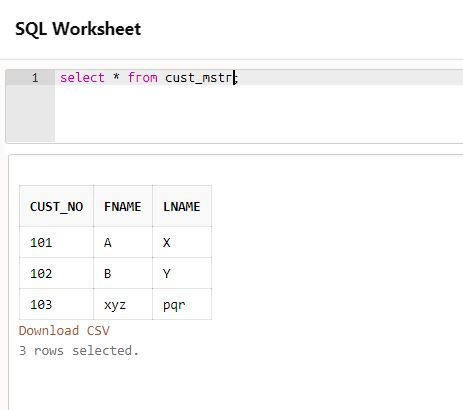 SQL Worksheet
1 select * from cust_mstr;
CUST_NO FNAME LNAME
101 A X
102 B Y
103 xyz pqr
Download CSV
3 rows selected.